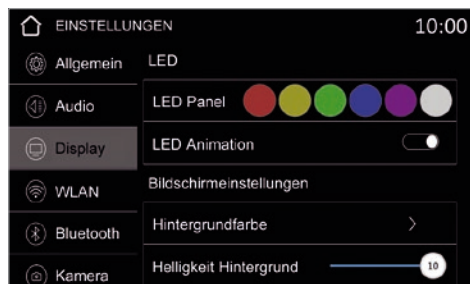 EINSTELLUNGEN 10:00
Allgemein
Audio
Display
WLAN
Bluetooth
Kamera
LED
LED Panel
LED Animation
Bildschirmeinstellungen
Hintergrundfarbe
Helligkeit Hintergrund 10